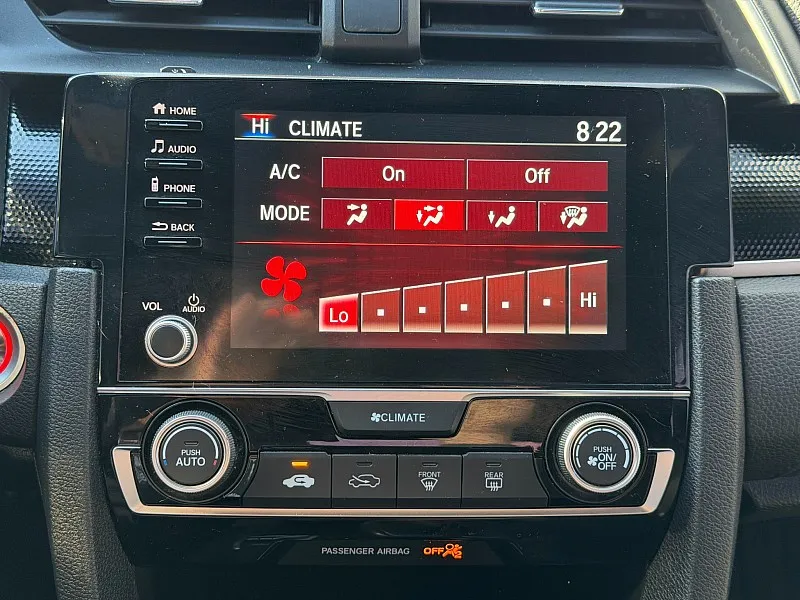 HOME
AUDIO
PHONE
BACK
VOL
AUDIO
Hi CLIMATE 8:22
A/C On Off
MODE
Lo Hi
CLIMATE
PUSH
AUTO
FRONT
REAR
PUSH
ON/
OFF
PASSENGER AIRBAG OFF 2